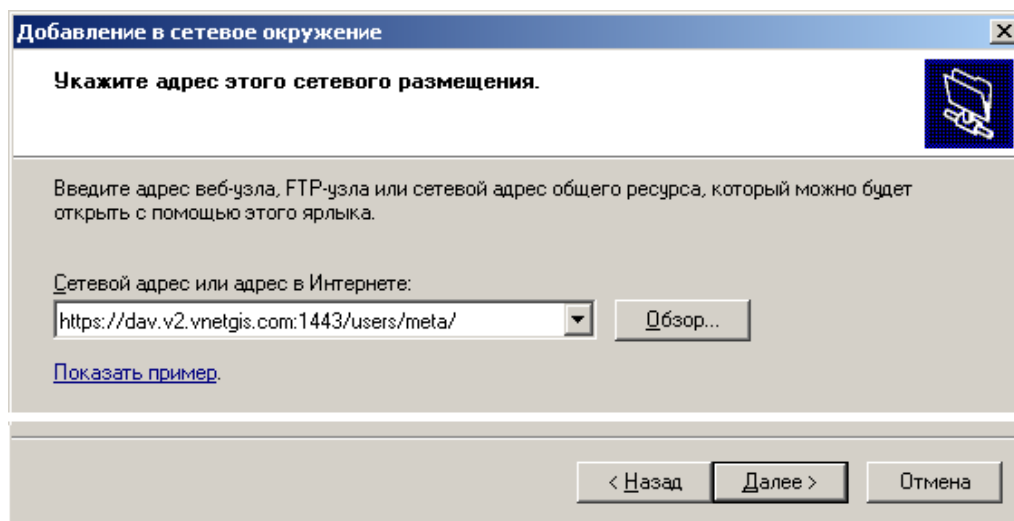 Добавление в сетевое окружение
Укажите адрес этого сетевого размещения.
Введите адрес веб-узла, FTP-узла или сетевой адрес общего ресурса, который можно будет
открыть с помощью этого ярлыка.
Сетевой адрес или адрес в Интернете:
https://dav.v2.vnetgis.com:1443/users/meta/
Обзор...
Показать пример.
< Назад
Далее >
Отмена